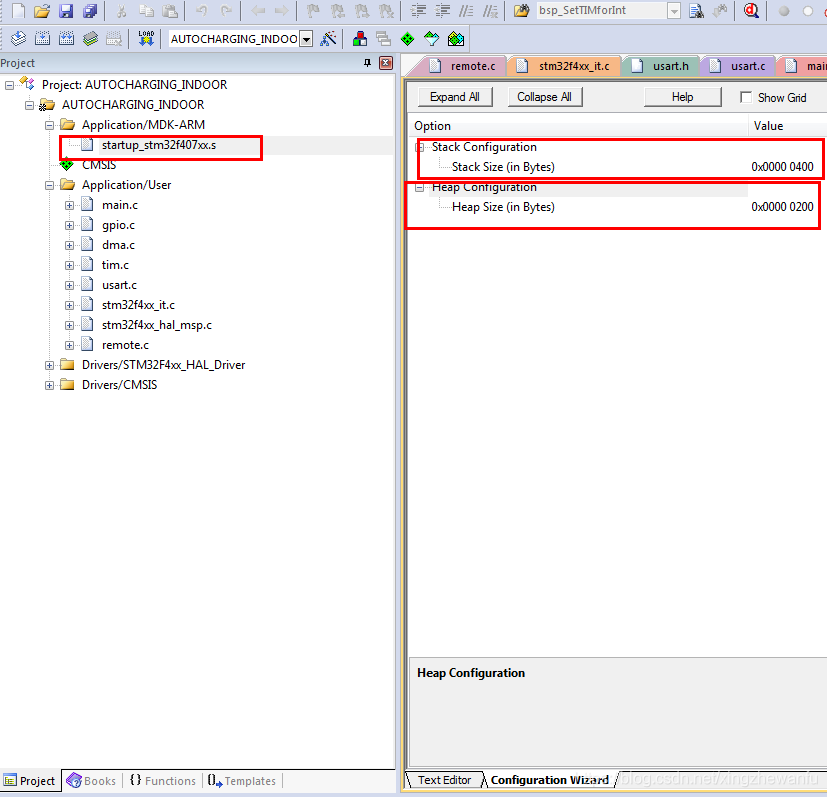 bsp_SetTIMforInt
LOAD
AUTOCHARGING_INDOO
Project
Project: AUTOCHARGING_INDOOR
AUTOCHARGING_INDOOR
Application/MDK-ARM
startup_stm32f407xx.s
CMSIS
Application/User
main.c
gpio.c
dma.c
tim.c
usart.c
stm32f4xx_it.c
stm32f4xx_hal_msp.c
remote.c
Drivers/STM32F4xx_HAL_Driver
Drivers/CMSIS
Project Books {} Functions Templates
remote.c stm32f4xx_it.c usart.h usart.c mai
Expand All Collapse All Help Show Grid
Option Value
Stack Configuration
Stack Size (in Bytes) 0x0000 0400
Heap Configuration
Heap Size (in Bytes) 0x0000 0200
Heap Configuration
Text Editor Configuration Wizard
blog.csdn.net/xingzhewanfu